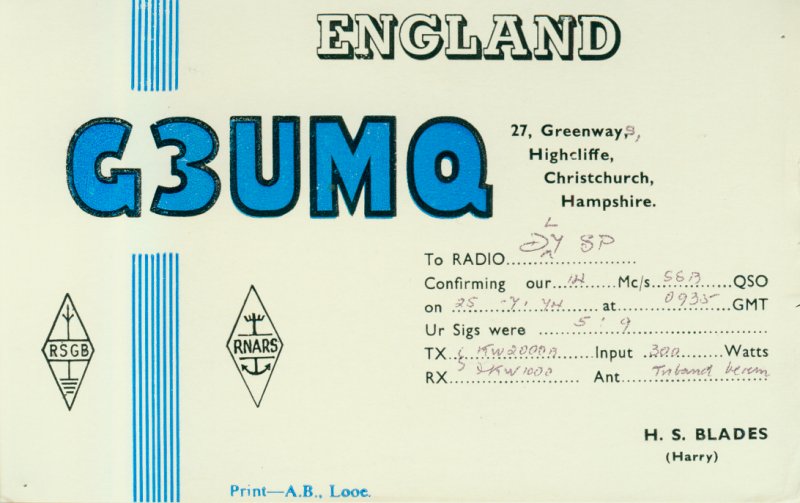 ENGLAND
G3UMQ
27, Greenways,
Highcliffe,
Christchurch,
Hampshire.
To RADIO
Confirming our 14 Mc/s SSB QSO
on 25 at 0935 GMT
Ur Sigs were 5 : 9
TX KW2000A Input 300 Watts
RX KW1000 Ant Triband beam
RSGB
RNARS
H. S. BLADES
(Harry)
Print—A.B., Looe.